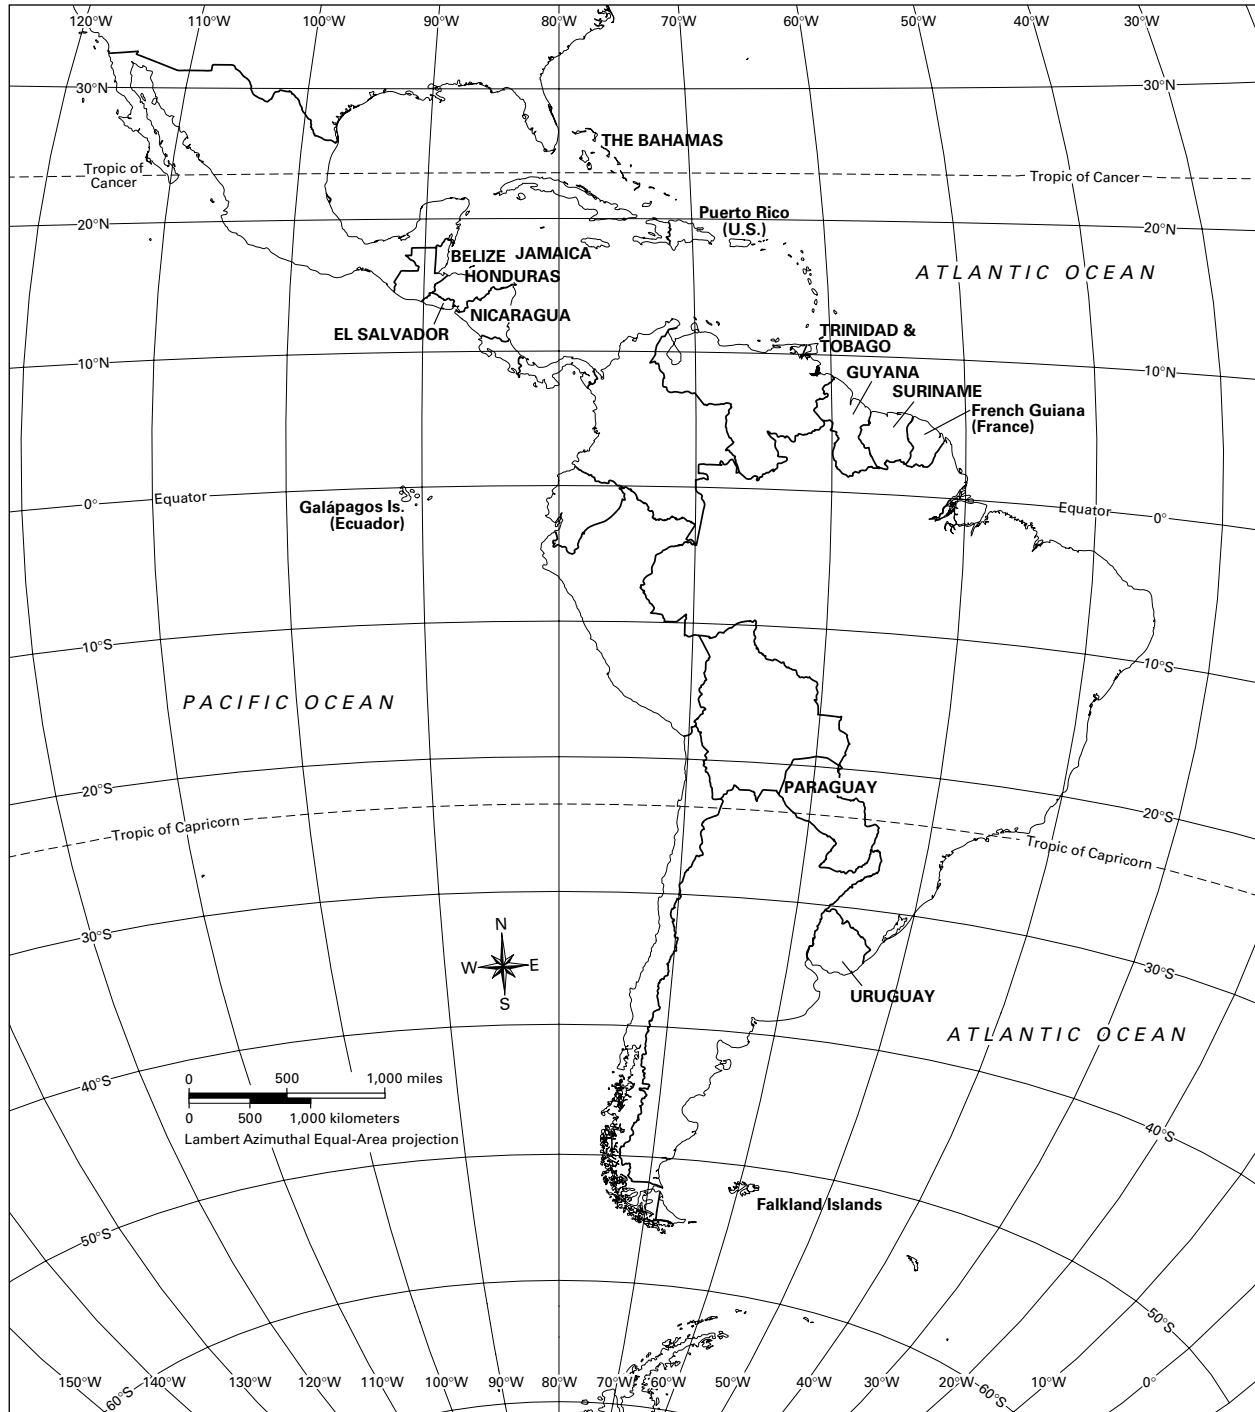 120°W 110°W 100°W 90°W 80°W 70°W 60°W 50°W 40°W 30°W
30°N
30°N
THE BAHAMAS
Tropic of
Cancer
Tropic of Cancer
20°N
20°N
Puerto Rico
(U.S.)
BELIZE
JAMAICA
HONDURAS
ATLANTIC OCEAN
NICARAGUA
EL SALVADOR
TRINIDAD &
TOBAGO
10°N
10°N
GUYANA
SURINAME
French Guiana
(France)
Equator
0°
Galápagos Is.
(Ecuador)
Equator
0°
10°S
10°S
PACIFIC OCEAN
20°S
PARAGUAY
20°S
Tropic of Capricorn
Tropic of Capricorn
N
W
E
S
30°S
30°S
URUGUAY
ATLANTIC OCEAN
40°S
0 500 1,000 miles
0 500 1,000 kilometers
Lambert Azimuthal Equal-Area projection
40°S
Falkland Islands
50°S
50°S
150°W 60°S 140°W 130°W 120°W 110°W 100°W 90°W 80°W 70°W 60°W 50°W 40°W 30°W 20°W 60°S 10°W 0°